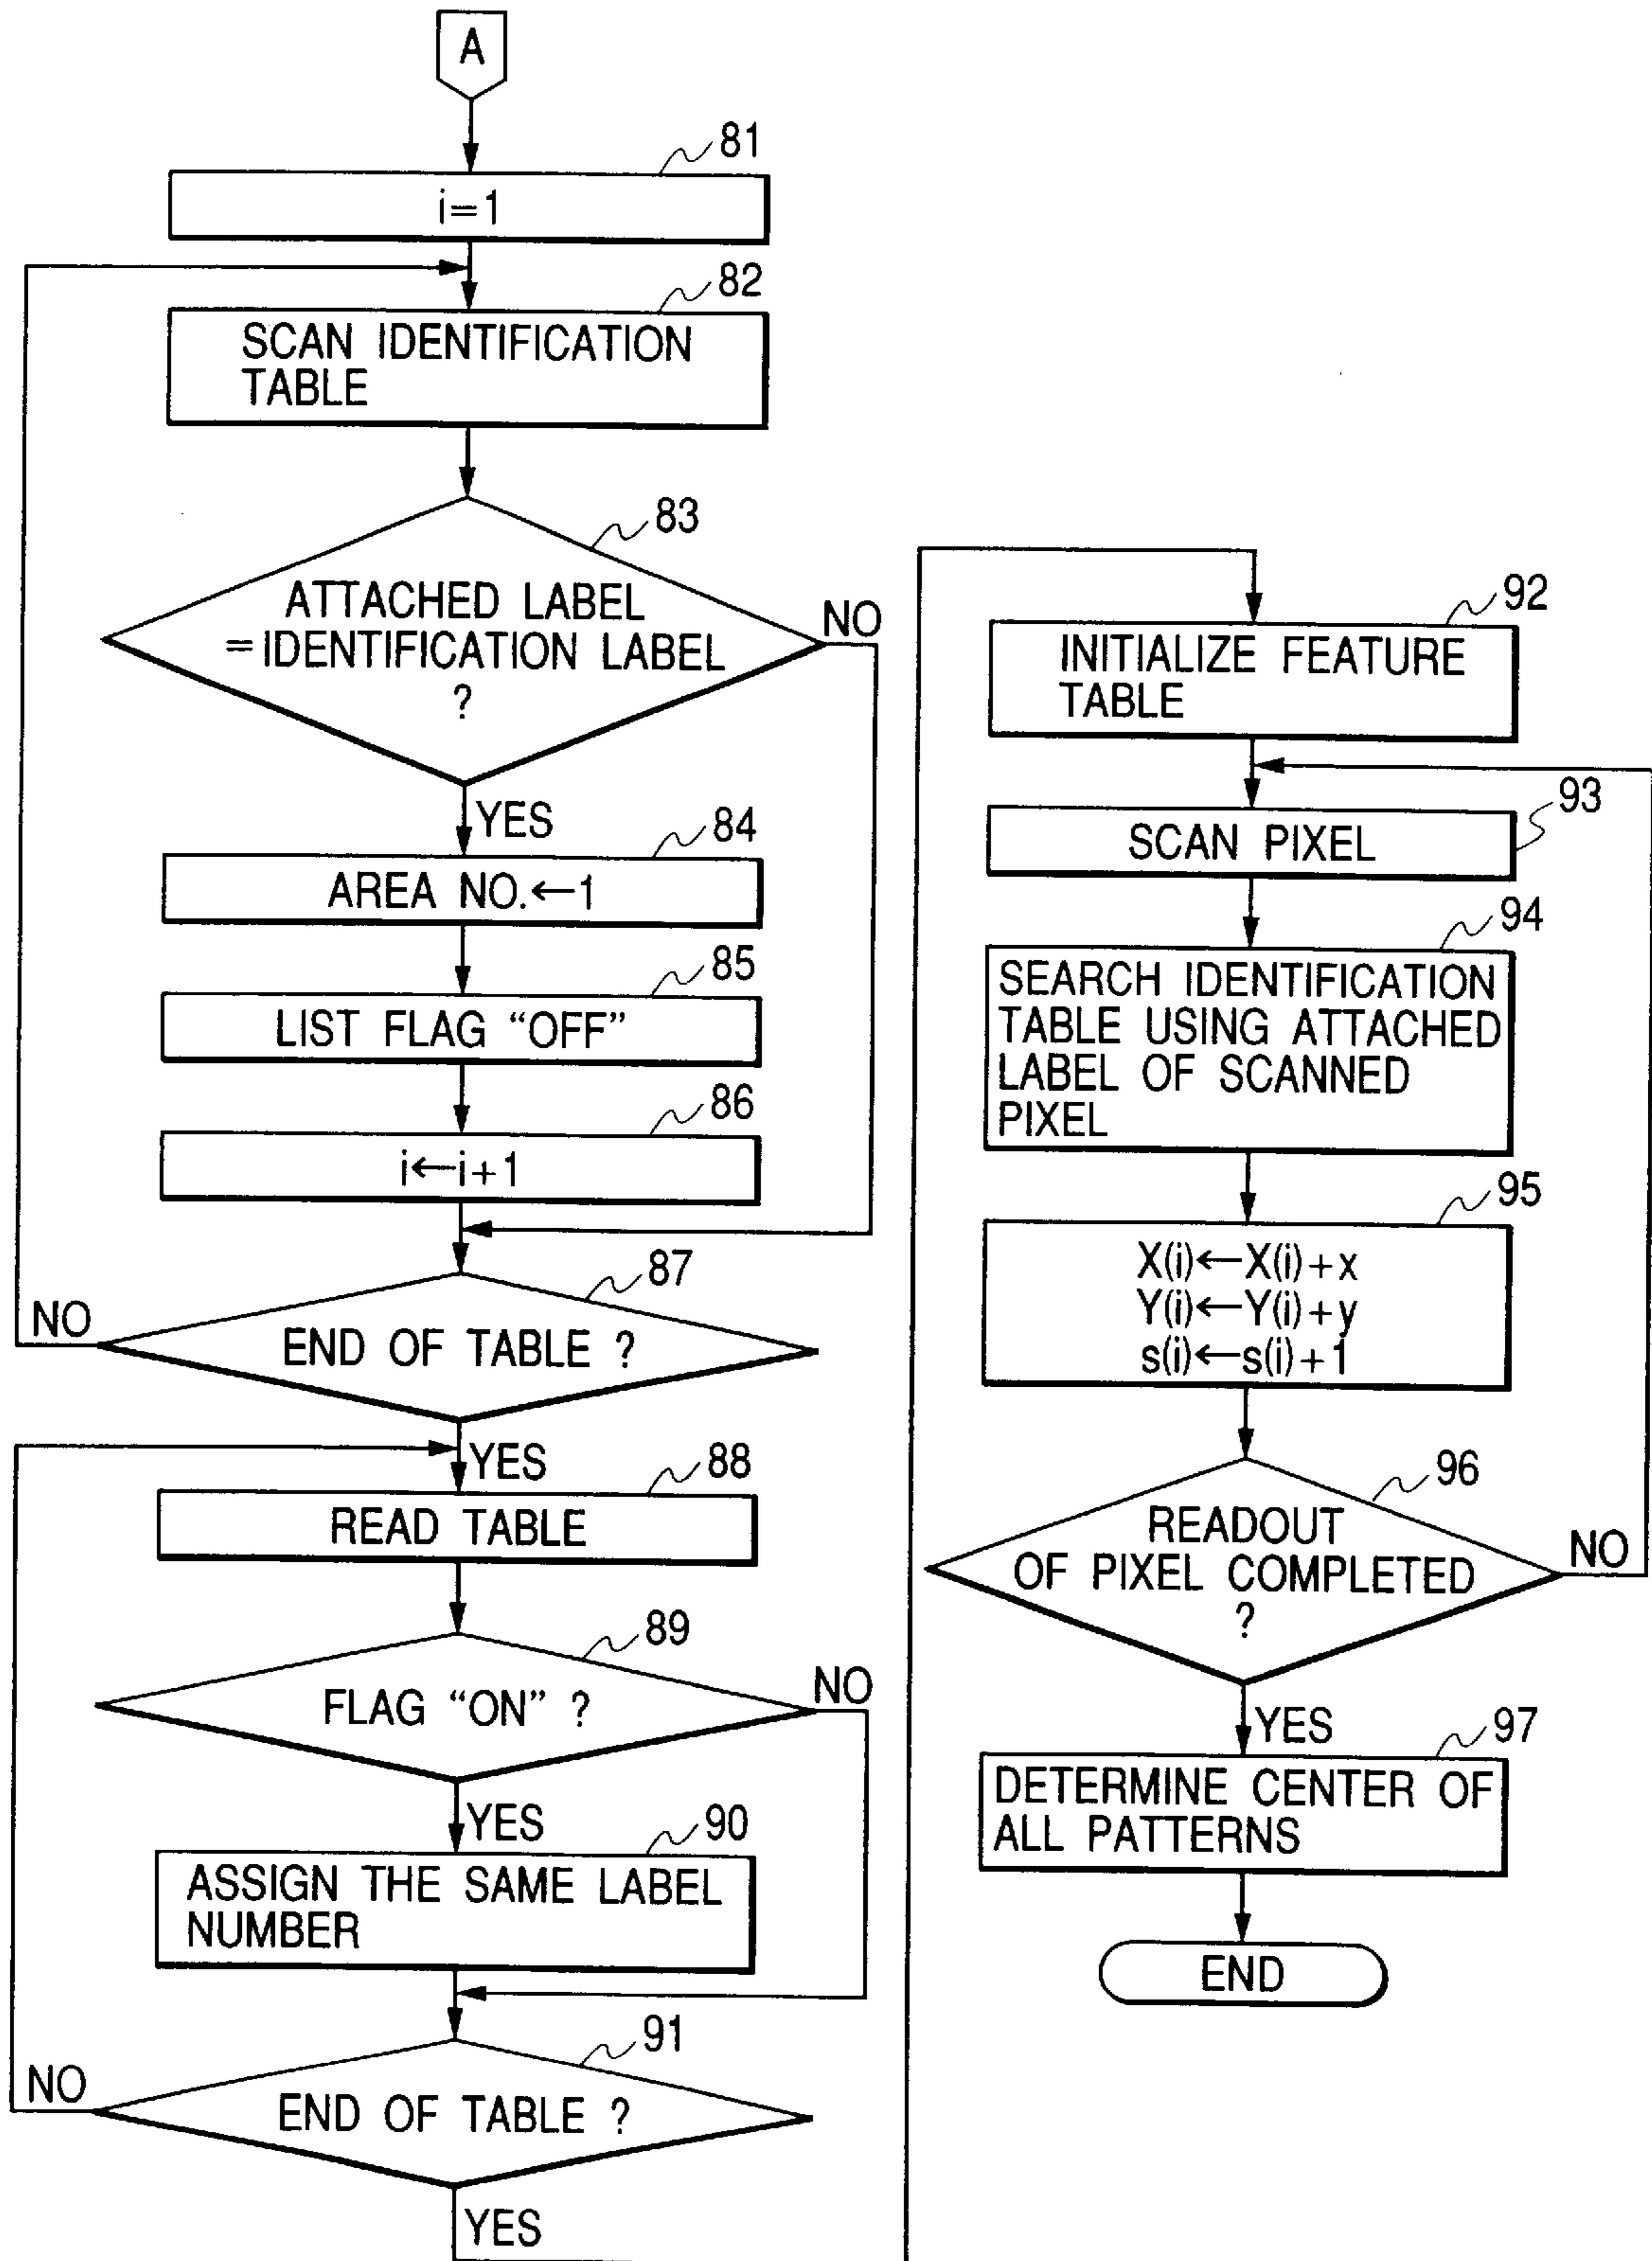 A
81
i=1
82
SCAN IDENTIFICATION
TABLE
83
ATTACHED LABEL
=IDENTIFICATION LABEL
?
NO
YES
84
AREA NO.←1
85
LIST FLAG “OFF”
86
i←i+1
87
NO
END OF TABLE ?
YES
88
READ TABLE
89
NO
FLAG “ON” ?
YES
90
ASSIGN THE SAME LABEL
NUMBER
91
NO
END OF TABLE ?
YES
92
INITIALIZE FEATURE
TABLE
93
SCAN PIXEL
94
SEARCH IDENTIFICATION
TABLE USING ATTACHED
LABEL OF SCANNED
PIXEL
95
X(i)←X(i)+x
Y(i)←Y(i)+y
s(i)←s(i)+1
96
READOUT
OF PIXEL COMPLETED
?
NO
YES
97
DETERMINE CENTER OF
ALL PATTERNS
END